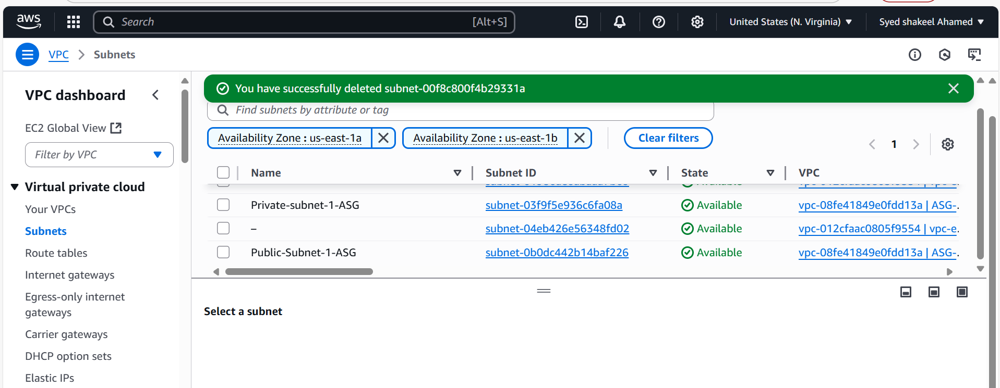 aws
Search [Alt+S]
United States (N. Virginia)
Syed shakeel Ahamed
VPC > Subnets
VPC dashboard
EC2 Global View
Filter by VPC
Virtual private cloud
Your VPCs
Subnets
Route tables
Internet gateways
Egress-only internet
gateways
Carrier gateways
DHCP option sets
Elastic IPs
You have successfully deleted subnet-00f8c800f4b29331a
Find subnets by attribute or tag
Availability Zone : us-east-1a
Availability Zone : us-east-1b
Clear filters
1
Name Subnet ID State VPC
Available
Private-subnet-1-ASG subnet-03f9f5e936c6fa08a Available vpc-08fe41849e0fdd13a | ASG-.
– subnet-04eb426e56348fd02 Available vpc-012cfaac0805f9554 | vpc-e.
Public-Subnet-1-ASG subnet-0b0dc442b14baf226 Available vpc-08fe41849e0fdd13a | ASG-.
Select a subnet